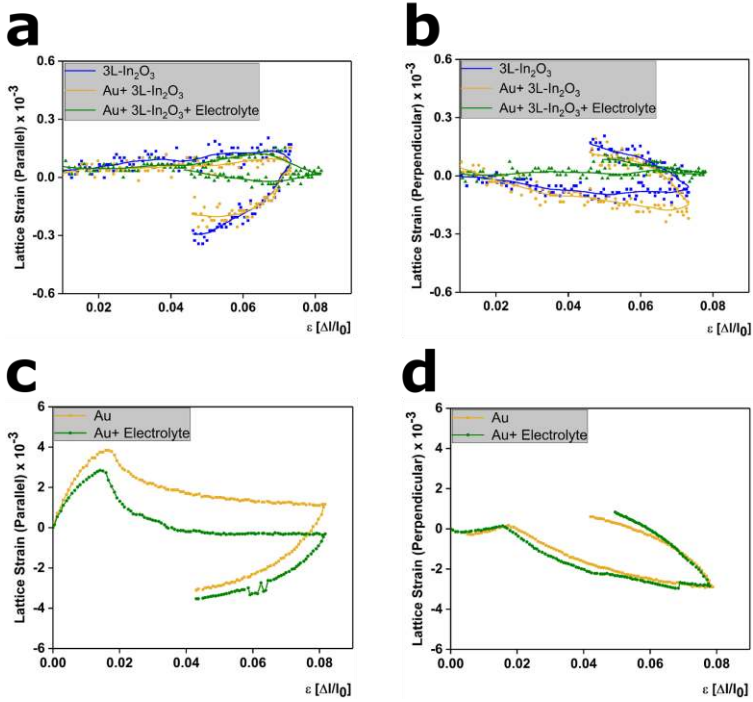 a
3L-In₂O₃
Au+ 3L-In₂O₃
Au+ 3L-In₂O₃+ Electrolyte
Lattice Strain (Parallel) x 10⁻³
0.6
0.3
0.0
-0.3
-0.6
0.02 0.04 0.06 0.08
ε [Δl/l₀]
b
3L-In₂O₃
Au+ 3L-In₂O₃
Au+ 3L-In₂O₃+ Electrolyte
Lattice Strain (Perpendicular) x 10⁻³
0.6
0.3
0.0
-0.3
-0.6
0.02 0.04 0.06 0.08
ε [Δl/l₀]
c
Au
Au+ Electrolyte
Lattice Strain (Parallel) x 10⁻³
6
4
2
0
-2
-4
-6
0.00 0.02 0.04 0.06 0.08
ε [Δl/l₀]
d
Au
Au+ Electrolyte
Lattice Strain (Perpendicular) x 10⁻³
6
4
2
0
-2
-4
-6
0.00 0.02 0.04 0.06 0.08
ε [Δl/l₀]